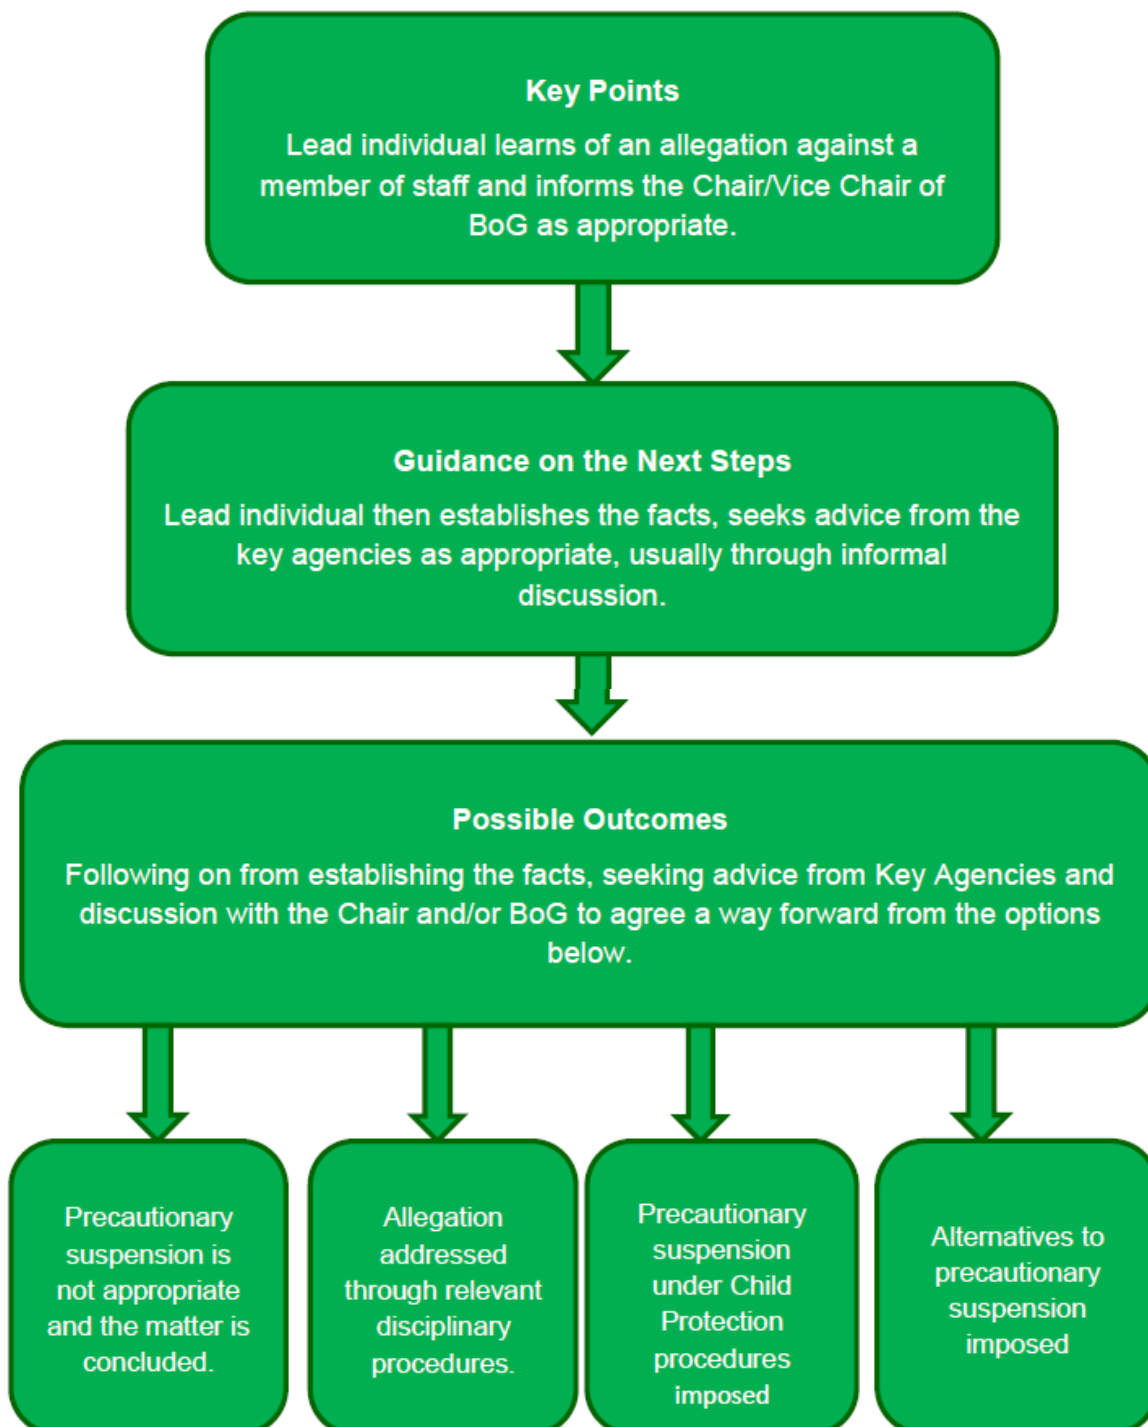 Key Points
Lead individual learns of an allegation against a
member of staff and informs the Chair/Vice Chair of
BoG as appropriate.
Guidance on the Next Steps
Lead individual then establishes the facts, seeks advice from the
key agencies as appropriate, usually through informal
discussion.
Possible Outcomes
Following on from establishing the facts, seeking advice from Key Agencies and
discussion with the Chair and/or BoG to agree a way forward from the options
below.
Precautionary
suspension is
not appropriate
and the matter is
concluded.
Allegation
addressed
through relevant
disciplinary
procedures.
Precautionary
suspension
under Child
Protection
procedures
imposed
Alternatives to
precautionary
suspension
imposed